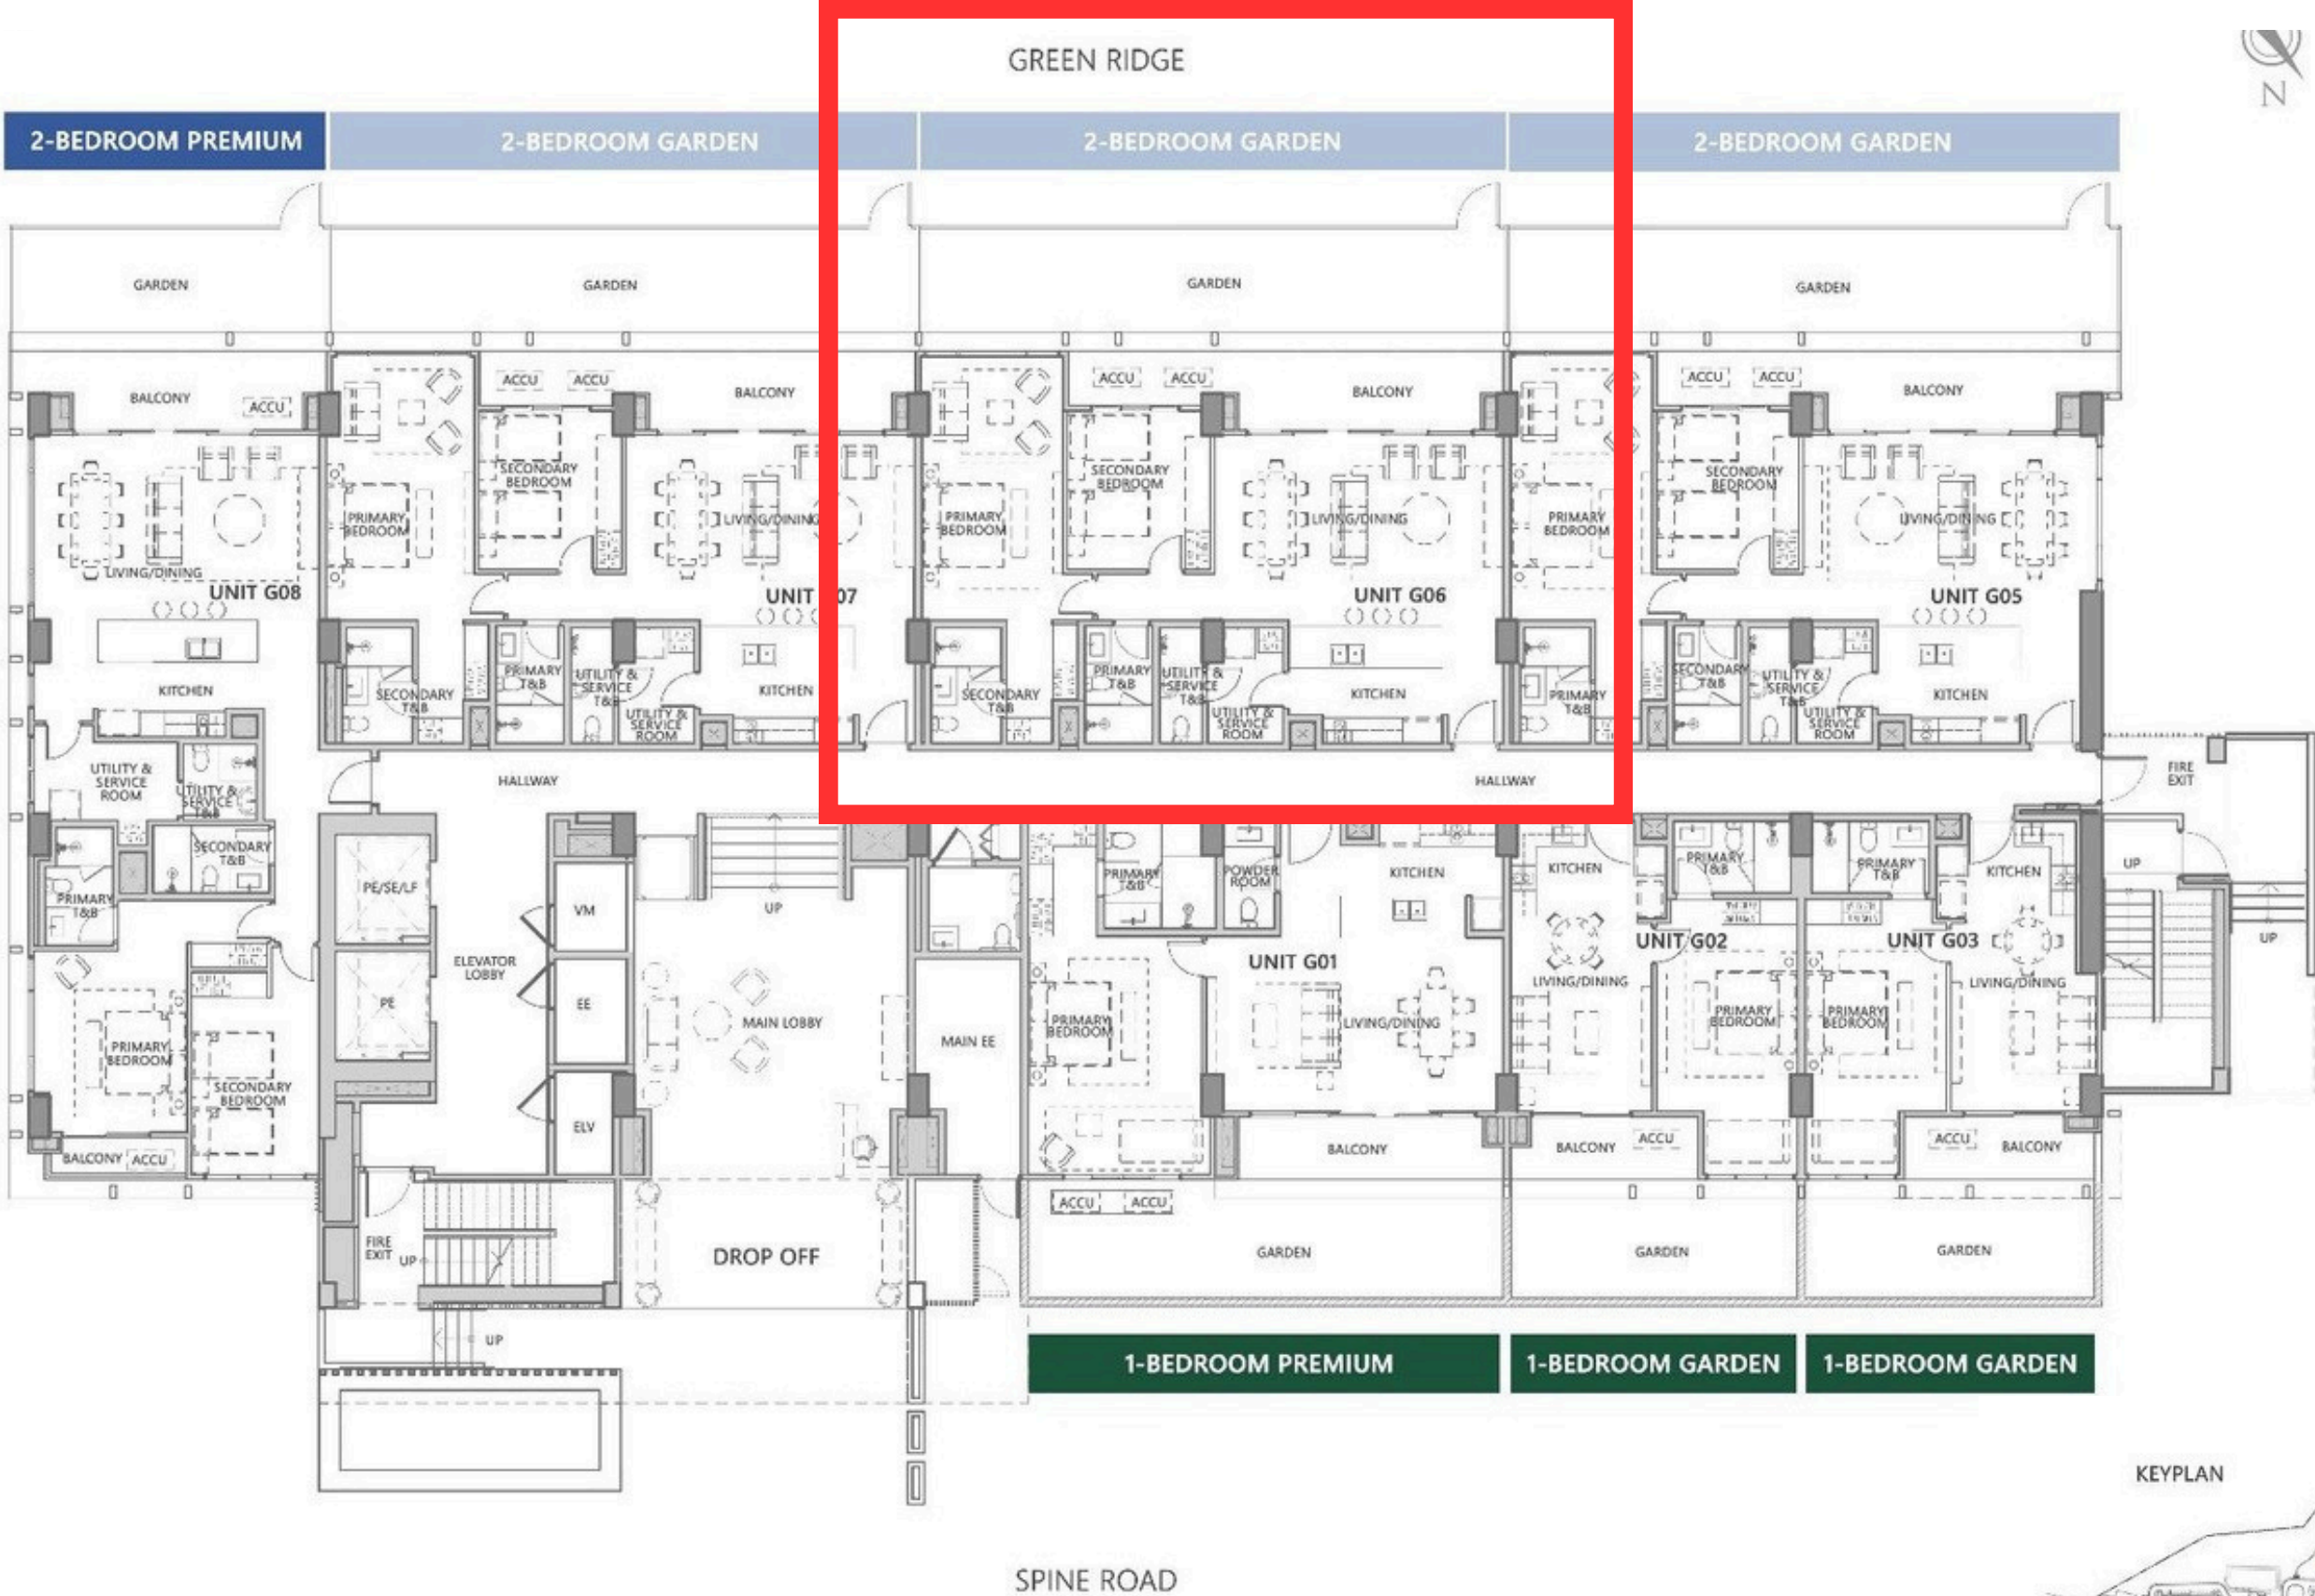 GREEN RIDGE
N
2-BEDROOM PREMIUM
2-BEDROOM GARDEN
2-BEDROOM GARDEN
2-BEDROOM GARDEN
GARDEN
GARDEN
GARDEN
GARDEN
BALCONY
ACCU
LIVING/DINING
UNIT G08
KITCHEN
UTILITY &
SERVICE
ROOM
UTILITY &
SERVICE
T&B
SECONDARY
T&B
PRIMARY
T&B
PRIMARY
BEDROOM
SECONDARY
BEDROOM
BALCONY
ACCU
ACCU
ACCU
BALCONY
PRIMARY
BEDROOM
SECONDARY
BEDROOM
LIVING/DINING
UNIT
07
SECONDARY
T&B
PRIMARY
T&B
UTILITY &
SERVICE
T&B
UTILITY &
SERVICE
ROOM
KITCHEN
ACCU
ACCU
BALCONY
PRIMARY
BEDROOM
SECONDARY
BEDROOM
LIVING/DINING
UNIT G06
SECONDARY
T&B
PRIMARY
T&B
UTILITY &
SERVICE
T&B
UTILITY &
SERVICE
ROOM
KITCHEN
ACCU
ACCU
BALCONY
PRIMARY
BEDROOM
SECONDARY
BEDROOM
LIVING/DINING
UNIT G05
PRIMARY
T&B
SECONDARY
T&B
UTILITY &
SERVICE
T&B
UTILITY &
SERVICE
ROOM
KITCHEN
HALLWAY
HALLWAY
FIRE
EXIT
UP
UP
PE/SE/LF
PE
ELEVATOR
LOBBY
VM
EE
ELV
UP
MAIN LOBBY
MAIN EE
DROP OFF
FIRE
EXIT
UP
UP
PRIMARY
T&B
POWDER
ROOM
KITCHEN
UNIT G01
PRIMARY
BEDROOM
LIVING/DINING
BALCONY
ACCU
ACCU
GARDEN
KITCHEN
PRIMARY
T&B
UNIT G02
LIVING/DINING
PRIMARY
BEDROOM
BALCONY
ACCU
GARDEN
PRIMARY
T&B
KITCHEN
UNIT G03
PRIMARY
BEDROOM
LIVING/DINING
ACCU
BALCONY
GARDEN
1-BEDROOM PREMIUM
1-BEDROOM GARDEN
1-BEDROOM GARDEN
KEYPLAN
SPINE ROAD